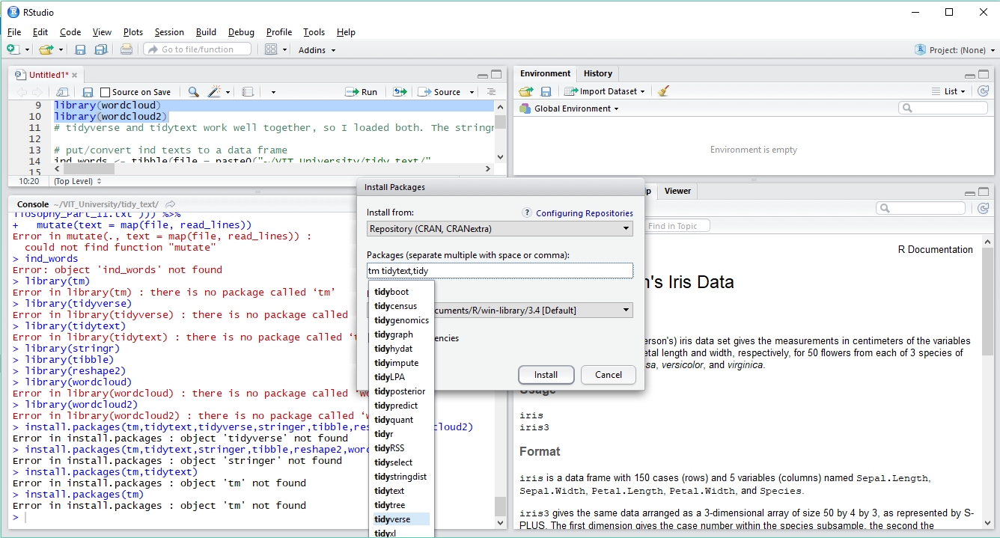 RStudio
File Edit Code View Plots Session Build Debug Profile Tools Help
Go to file/function
Addins
Project: (None)
Untitled1*
Source on Save
Run
Source
9 library(wordcloud)
10 library(wordcloud2)
11 # tidyverse and tidytext work well together, so I loaded both. The string
12
13 # put/convert ind texts to a data frame
14 ind_words <- tibble(file = paste0("~/VIT_University/tidy_text/",
15
10:20 (Top Level)
Console ~/VIT_University/tidy_text/
ilosophy_Part_II.txt"))) %>%
+ mutate(text = map(file, read_lines))
Error in mutate(., text = map(file, read_lines)) :
could not find function "mutate"
> ind_words
Error: object 'ind_words' not found
> library(tm)
Error in library(tm) : there is no package called ‘tm’
> library(tidyverse)
Error in library(tidyverse) : there is no package called
> library(tidytext)
Error in library(tidytext) : there is no package called ‘t
> library(stringr)
> library(tibble)
> library(reshape2)
> library(wordcloud)
Error in library(wordcloud) : there is no package called ‘wo
> library(wordcloud2)
Error in library(wordcloud2) : there is no package called ‘w
> install.packages(tm,tidytext,tidyverse,stringer,tibble,res cloud2)
Error in install.packages : object 'tidyverse' not found
> install.packages(tm,tidytext,stringer,tibble,reshape2,word
Error in install.packages : object 'stringer' not found
> install.packages(tm,tidytext)
Error in install.packages : object 'tm' not found
> install.packages(tm)
Error in install.packages : object 'tm' not found
>
Install Packages
Install from:
? Configuring Repositories
Repository (CRAN, CRANextra)
Packages (separate multiple with space or comma):
tm tidytext,tidy
cuments/R/win-library/3.4 [Default]
encies
Install Cancel
tidyboot
tidycensus
tidygenomics
tidygraph
tidyhydat
tidyimpute
tidyLPA
tidyposterior
tidypredict
tidyquant
tidyr
tidyRSS
tidyselect
tidystringdist
tidytext
tidytree
tidyverse
tidyxl
Environment History
Import Dataset
List
Global Environment
Environment is empty
lp Viewer
Find in Topic
R Documentation
n's Iris Data
erson's) iris data set gives the measurements in centimeters of the variables
etal length and width, respectively, for 50 flowers from each of 3 species of
sa, versicolor, and virginica.
Usage
iris
iris3
Format
iris is a data frame with 150 cases (rows) and 5 variables (columns) named Sepal.Length,
Sepal.Width, Petal.Length, Petal.Width, and Species.
iris3 gives the same data arranged as a 3-dimensional array of size 50 by 4 by 3, as represented by S-
PLUS. The first dimension gives the case number within the species subsample, the second the